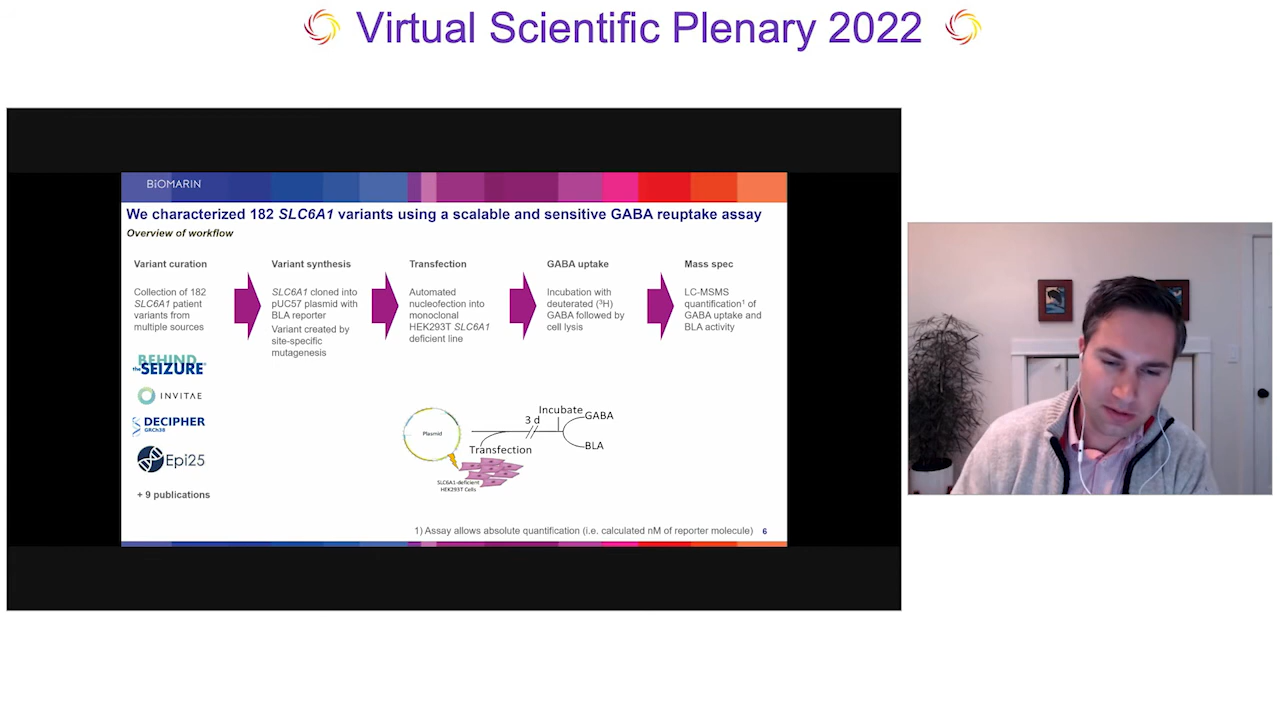 Virtual Scientific Plenary 2022
BIOMARIN
We characterized 182 SLC6A1 variants using a scalable and sensitive GABA reuptake assay
Overview of workflow
Variant curation
Collection of 182
SLC6A1 patient
variants from
multiple sources
BEHIND
the SEIZURE
INVITAE
DECIPHER
GRCh38
Epi25
+ 9 publications
Variant synthesis
SLC6A1 cloned into
pUC57 plasmid with
BLA reporter
Variant created by
site-specific
mutagenesis
Transfection
Automated
nucleofection into
monoclonal
HEK293T SLC6A1
deficient line
GABA uptake
Incubation with
deuterated (³H)
GABA followed by
cell lysis
Mass spec
LC-MSMS
quantification¹ of
GABA uptake and
BLA activity
Plasmid
Transfection
3 d
Incubate
GABA
BLA
SLC6A1-deficient
HEK293T Cells
1) Assay allows absolute quantification (i.e. calculated nM of reporter molecule)
6